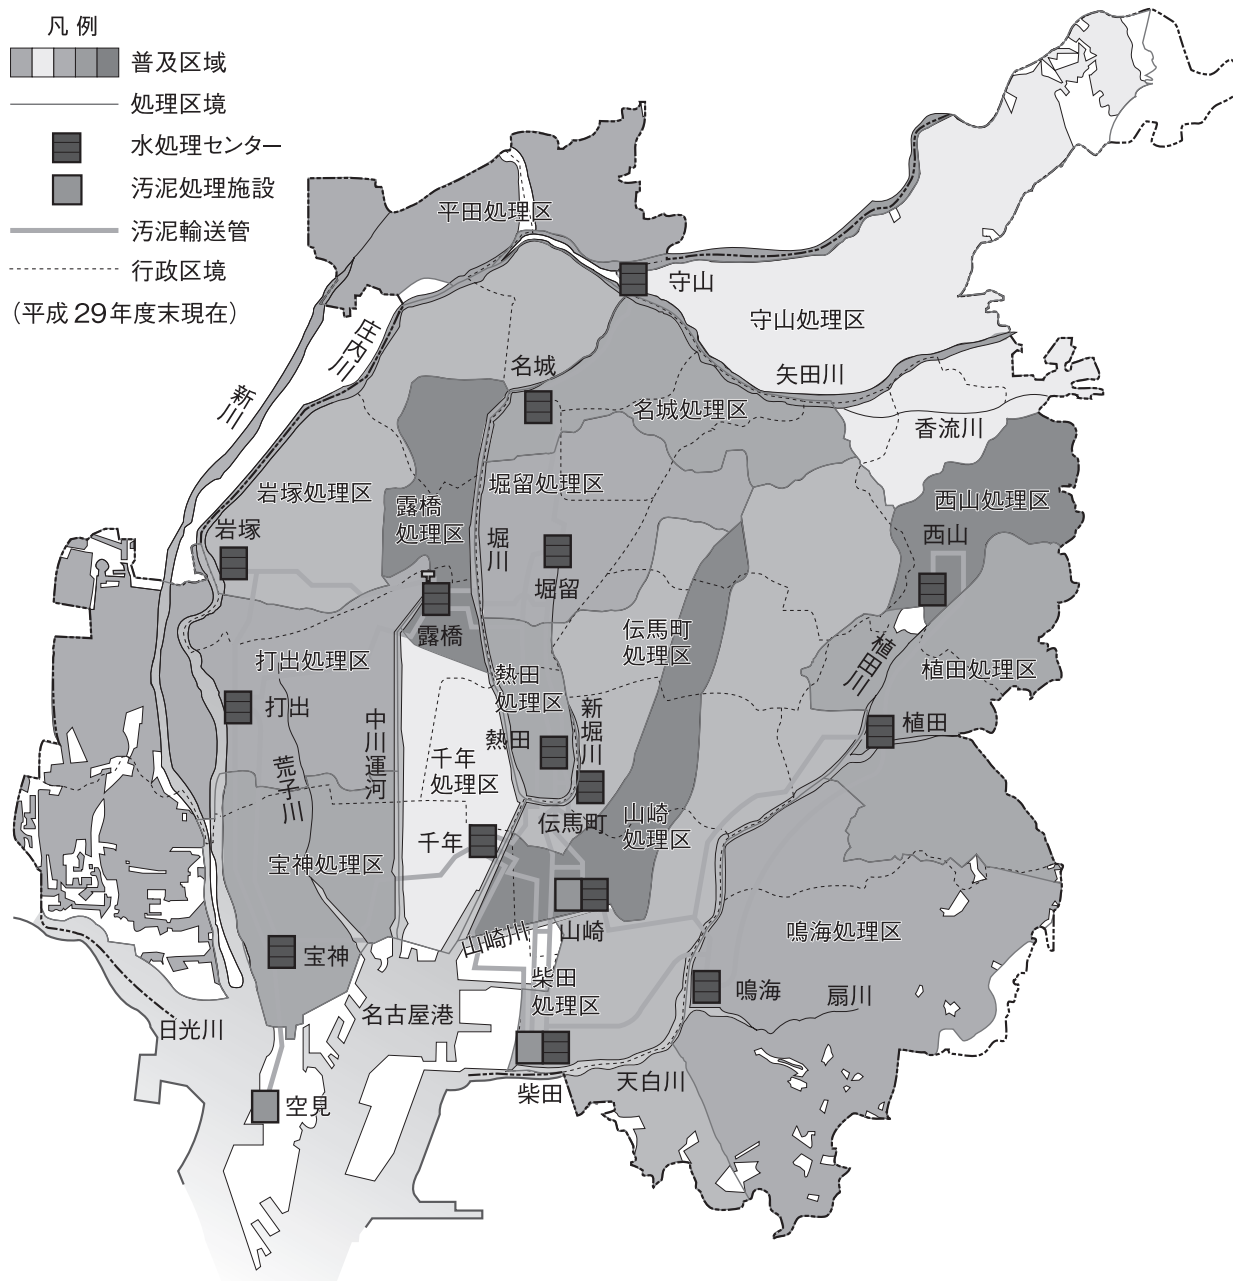 凡例
普及区域
処理区境
水処理センター
汚泥処理施設
汚泥輸送管
行政区境
(平成29年度末現在)
平田処理区
守山
守山処理区
庄内川
新川
名城
矢田川
名城処理区
香流川
岩塚処理区
堀留処理区
西山処理区
露橋
処理区
岩塚
堀川
西山
堀留
露橋
伝馬町
処理区
打出処理区
植田川
植田処理区
熱田
処理区
打出
中川運河
新堀川
植田
熱田
荒子川
千年
処理区
伝馬町
山崎
処理区
千年
宝神処理区
山崎川
山崎
鳴海処理区
宝神
柴田
処理区
鳴海
扇川
名古屋港
日光川
天白川
柴田
空見